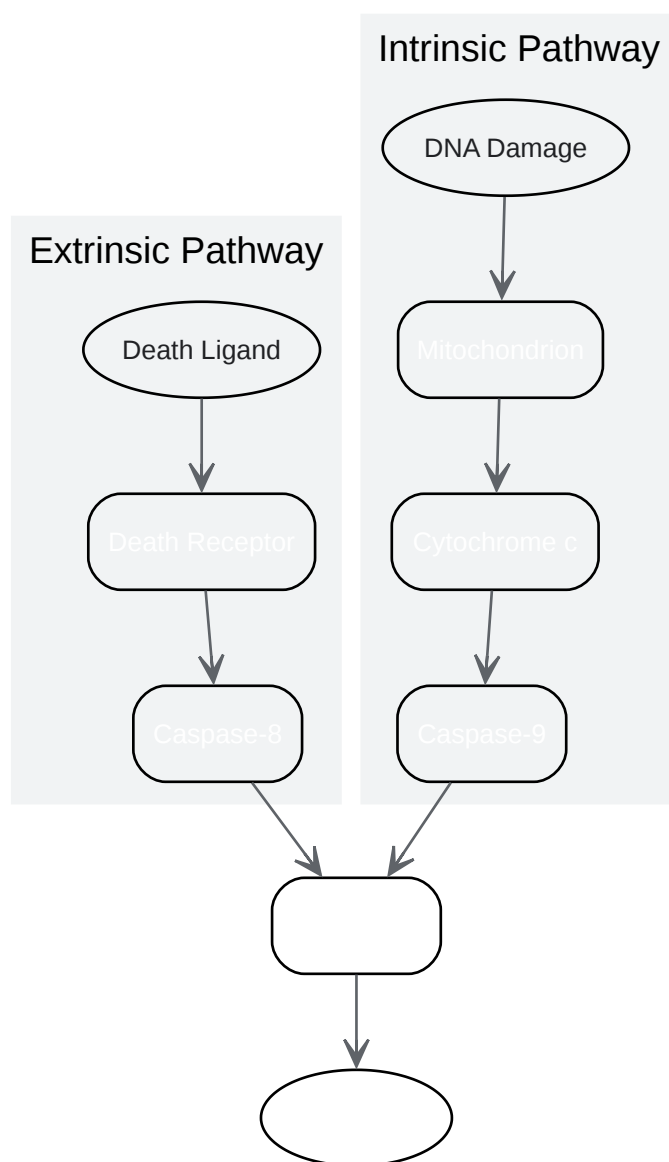 Intrinsic Pathway
DNA Damage
Extrinsic Pathway
Death Ligand
Mitochondrion
Death Receptor
Cytochrome c
Caspase-8
Caspase-9